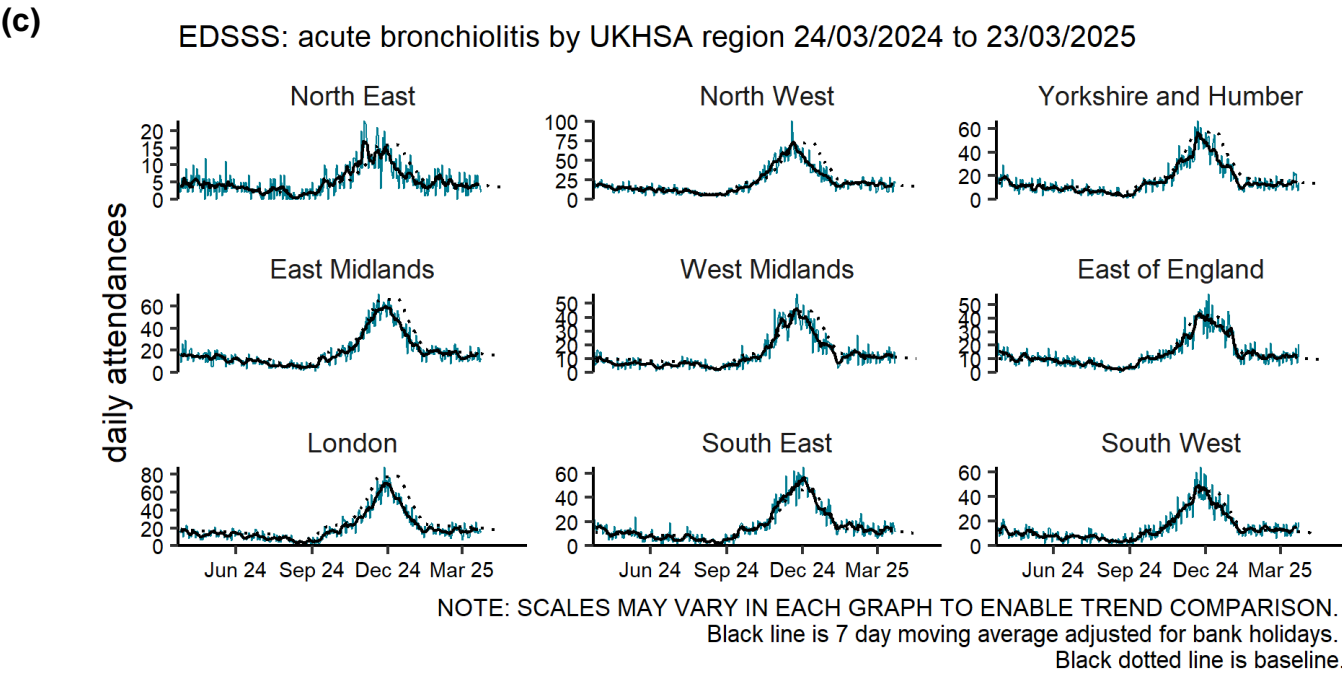 (c)
EDSSS: acute bronchiolitis by UKHSA region 24/03/2024 to 23/03/2025
daily attendances
North East
20
15
10
5
0
North West
100
75
50
25
0
Yorkshire and Humber
60
40
20
0
East Midlands
60
40
20
0
West Midlands
50
40
30
20
10
0
East of England
50
40
30
20
10
0
London
80
60
40
20
0
South East
60
40
20
0
South West
60
40
20
0
Jun 24 Sep 24 Dec 24 Mar 25 Jun 24 Sep 24 Dec 24 Mar 25 Jun 24 Sep 24 Dec 24 Mar 25
NOTE: SCALES MAY VARY IN EACH GRAPH TO ENABLE TREND COMPARISON.
Black line is 7 day moving average adjusted for bank holidays.
Black dotted line is baseline.